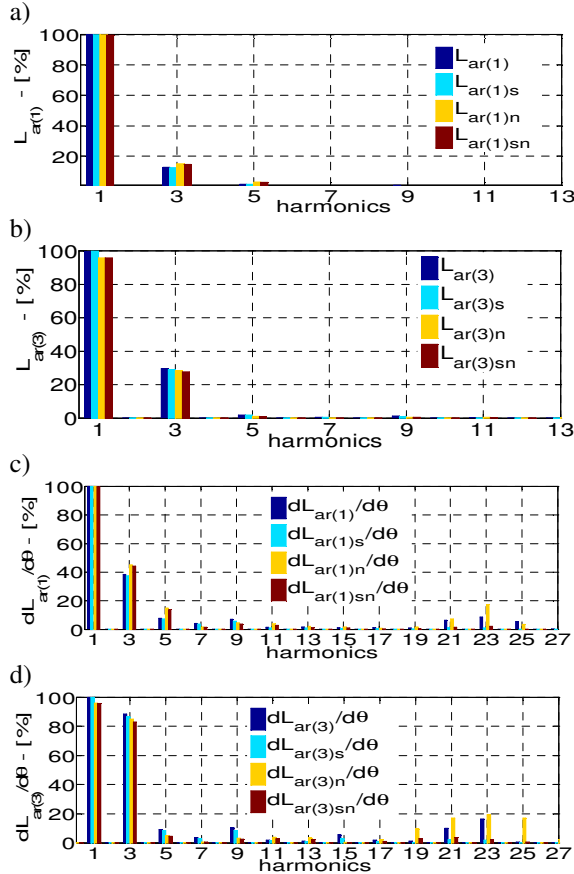 a)
L_ar(1) - [%]
100
80
60
40
20
L_ar(1)
L_ar(1)s
L_ar(1)n
L_ar(1)sn
1 3 5 7 9 11 13
harmonics
b)
L_ar(3) - [%]
100
80
60
40
20
0
L_ar(3)
L_ar(3)s
L_ar(3)n
L_ar(3)sn
1 3 5 7 9 11 13
harmonics
c)
dL_ar(1)/dθ - [%]
100
80
60
40
20
0
dL_ar(1)/dθ
dL_ar(1)s/dθ
dL_ar(1)n/dθ
dL_ar(1)sn/dθ
1 3 5 7 9 11 13 15 17 19 21 23 25 27
harmonics
d)
dL_ar(3)/dθ - [%]
100
80
60
40
20
0
dL_ar(3)/dθ
dL_ar(3)s/dθ
dL_ar(3)n/dθ
dL_ar(3)sn/dθ
1 3 5 7 9 11 13 15 17 19 21 23 25 27
harmonics